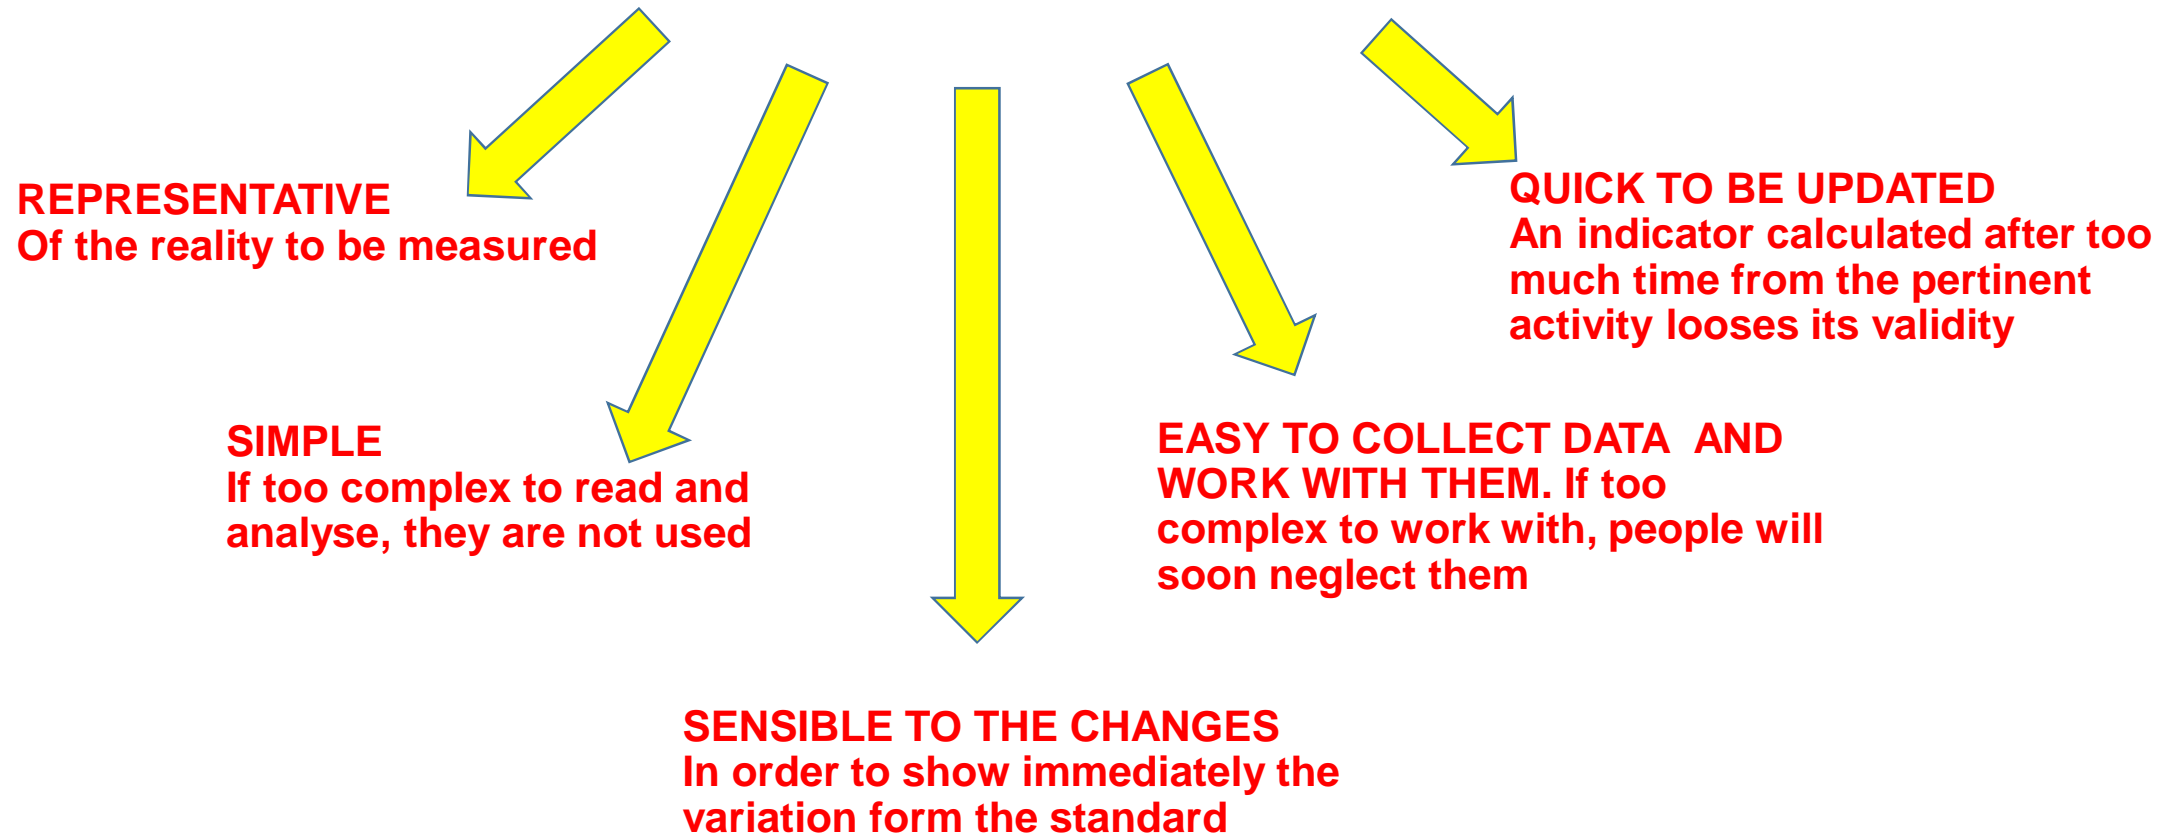 REPRESENTATIVE
Of the reality to be measured
SIMPLE
If too complex to read and
analyse, they are not used
SENSIBLE TO THE CHANGES
In order to show immediately the
variation form the standard
EASY TO COLLECT DATA  AND
WORK WITH THEM. If too
complex to work with, people will
soon neglect them
QUICK TO BE UPDATED
An indicator calculated after too
much time from the pertinent
activity looses its validity